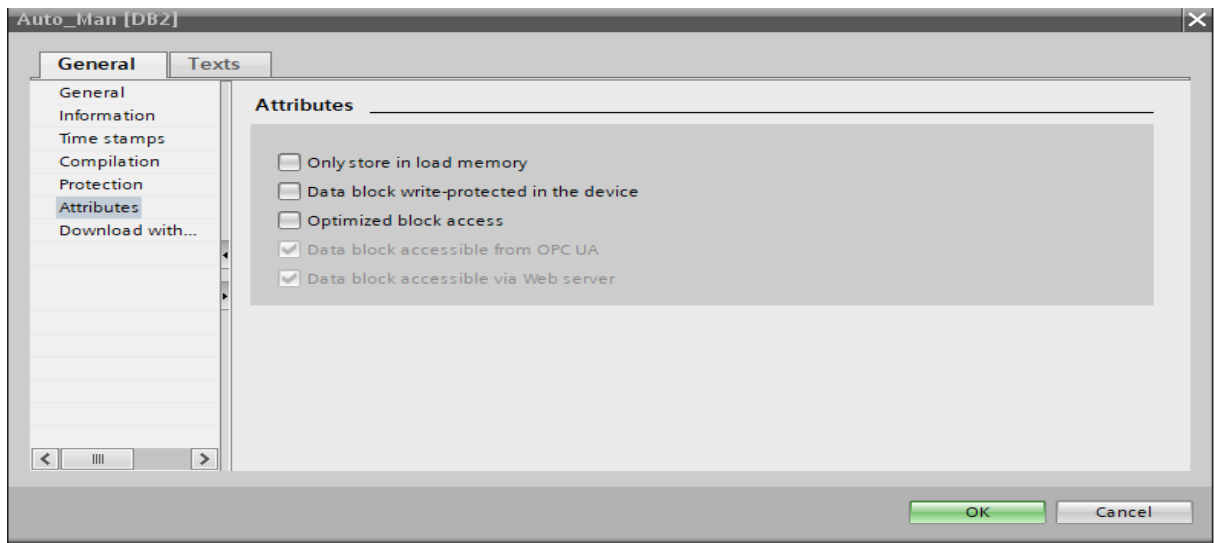 Auto_Man [DB2]
General
Texts
General
Information
Time stamps
Compilation
Protection
Attributes
Download with...
Attributes
Only store in load memory
Data block write-protected in the device
Optimized block access
Data block accessible from OPC UA
Data block accessible via Web server
OK
Cancel